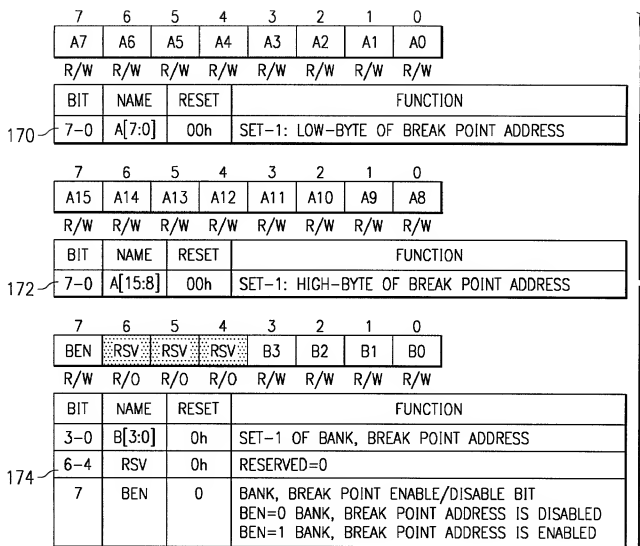 7 6 5 4 3 2 1 0
A7 A6 A5 A4 A3 A2 A1 A0
R/W R/W R/W R/W R/W R/W R/W R/W
BIT NAME RESET FUNCTION
170 7-0 A[7:0] 00h SET-1: LOW-BYTE OF BREAK POINT ADDRESS
7 6 5 4 3 2 1 0
A15 A14 A13 A12 A11 A10 A9 A8
R/W R/W R/W R/W R/W R/W R/W R/W
BIT NAME RESET FUNCTION
172 7-0 A[15:8] 00h SET-1: HIGH-BYTE OF BREAK POINT ADDRESS
7 6 5 4 3 2 1 0
BEN RSV RSV RSV B3 B2 B1 B0
R/W R/O R/O R/O R/W R/W R/W R/W
BIT NAME RESET FUNCTION
3-0 B[3:0] 0h SET-1 OF BANK, BREAK POINT ADDRESS
174 6-4 RSV 0h RESERVED=0
7 BEN 0 BANK, BREAK POINT ENABLE/DISABLE BIT
BEN=0 BANK, BREAK POINT ADDRESS IS DISABLED
BEN=1 BANK, BREAK POINT ADDRESS IS ENABLED